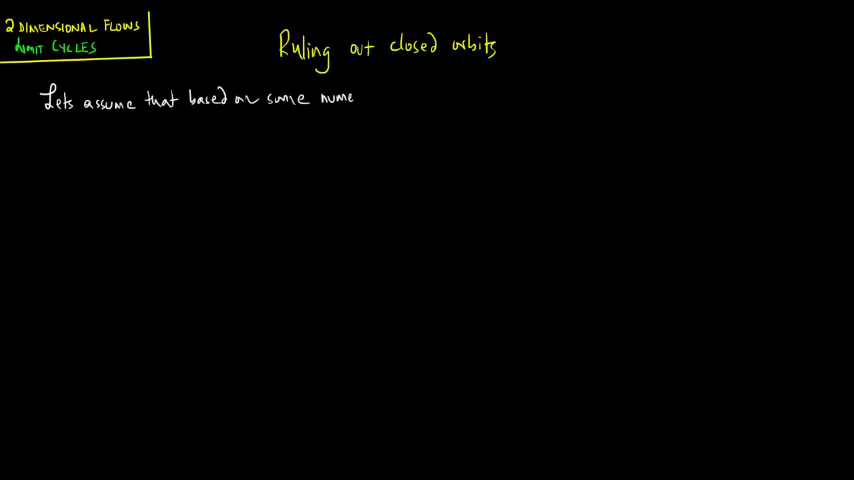 2 DIMENSIONAL FLOWS
LIMIT CYCLES
Ruling out closed orbits
Lets assume that based on some nume